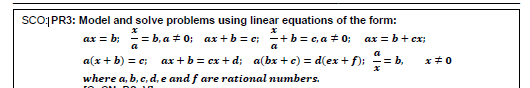 SCO:PR3: Model and solve problems using linear equations of the form:
ax = b; x/a = b, a ≠ 0; ax + b = c; x/a + b = c, a ≠ 0; ax = b + cx;
a(x + b) = c; ax + b = cx + d; a(bx + c) = d(ex + f); a/x = b, x ≠ 0
where a, b, c, d, e and f are rational numbers.